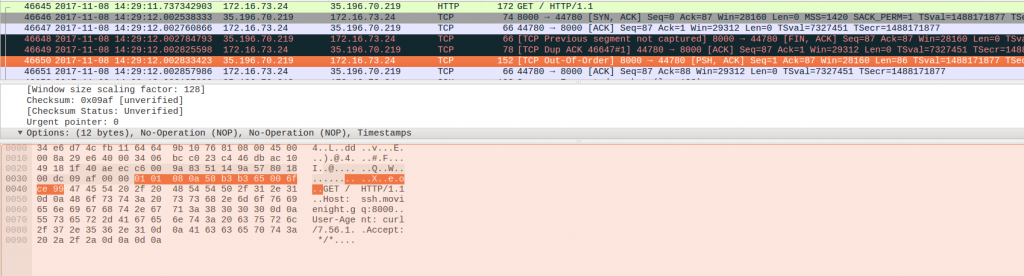 46645 2017-11-08 14:29:11.737342903 172.16.73.24 35.196.70.219 HTTP 172 GET / HTTP/1.1
46646 2017-11-08 14:29:12.002538333 35.196.70.219 172.16.73.24 TCP 74 8000 → 44780 [SYN, ACK] Seq=0 Ack=87 Win=28160 Len=0 MSS=1420 SACK_PERM=1 TSval=1488171877 TSe
46647 2017-11-08 14:29:12.002760866 172.16.73.24 35.196.70.219 TCP 66 44780 → 8000 [ACK] Seq=87 Ack=1 Win=29312 Len=0 TSval=7327451 TSecr=1488171877
46648 2017-11-08 14:29:12.002784793 35.196.70.219 172.16.73.24 TCP 66 [TCP Previous segment not captured] 8000 → 44780 [FIN, ACK] Seq=87 Ack=87 Win=28160 Len=0 TS
46649 2017-11-08 14:29:12.002825598 172.16.73.24 35.196.70.219 TCP 78 [TCP Dup ACK 46647#1] 44780 → 8000 [ACK] Seq=87 Ack=1 Win=29312 Len=0 TSval=7327451 TSecr=
46650 2017-11-08 14:29:12.002833423 35.196.70.219 172.16.73.24 TCP 152 [TCP Out-Of-Order] 8000 → 44780 [PSH, ACK] Seq=1 Ack=87 Win=28160 Len=86 TSval=1488171877 TS
46651 2017-11-08 14:29:12.002857986 172.16.73.24 35.196.70.219 TCP 66 44780 → 8000 [ACK] Seq=87 Ack=88 Win=29312 Len=0 TSval=7327451 TSecr=1488171877
[Window size scaling factor: 128]
Checksum: 0x09af [unverified]
[Checksum Status: Unverified]
Urgent pointer: 0
Options: (12 bytes), No-Operation (NOP), No-Operation (NOP), Timestamps
0000 34 e6 d7 4c fb 11 64 64 9b 10 76 81 08 00 45 00 4..L..dd ..v...E.
0010 00 8a 29 e6 40 00 34 06 bc c0 23 c4 46 db ac 10 ..).@.4. ..#.F...
0020 49 18 1f 40 ae ec c6 00 9a 83 51 14 9a 57 80 18 I..@.... ..Q..W..
0030 00 dc 09 af 00 00 01 01 08 0a 58 b3 b3 65 00 6f ........ ..X..e.o
0040 ce 99 47 45 54 20 2f 20 48 54 54 50 2f 31 2e 31 ..GET / HTTP/1.1
0050 0d 0a 48 6f 73 74 3a 20 73 73 68 2e 6d 6f 76 69 ..Host: ssh.movi
0060 65 6e 69 67 68 74 2e 67 71 3a 38 30 30 30 0d 0a enight.g q:8000..
0070 55 73 65 72 2d 41 67 65 6e 74 3a 20 63 75 72 6c User-Age nt: curl
0080 2f 37 2e 35 36 2e 31 0d 0a 41 63 63 65 70 74 3a /7.56.1. .Accept:
0090 20 2a 2f 2a 0d 0a 0d 0a */*....